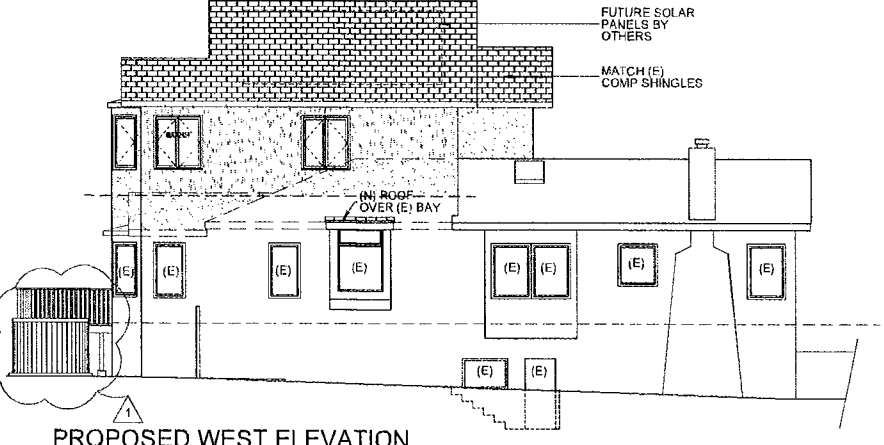 FUTURE SOLAR
PANELS BY
OTHERS
MATCH (E)
COMP SHINGLES
(N) ROOF
OVER (E) BAY
(E)
(E)
(E)
(E)
(E)
(E)
(E)
(E)
(E)
(E)
1
PROPOSED WEST ELEVATION